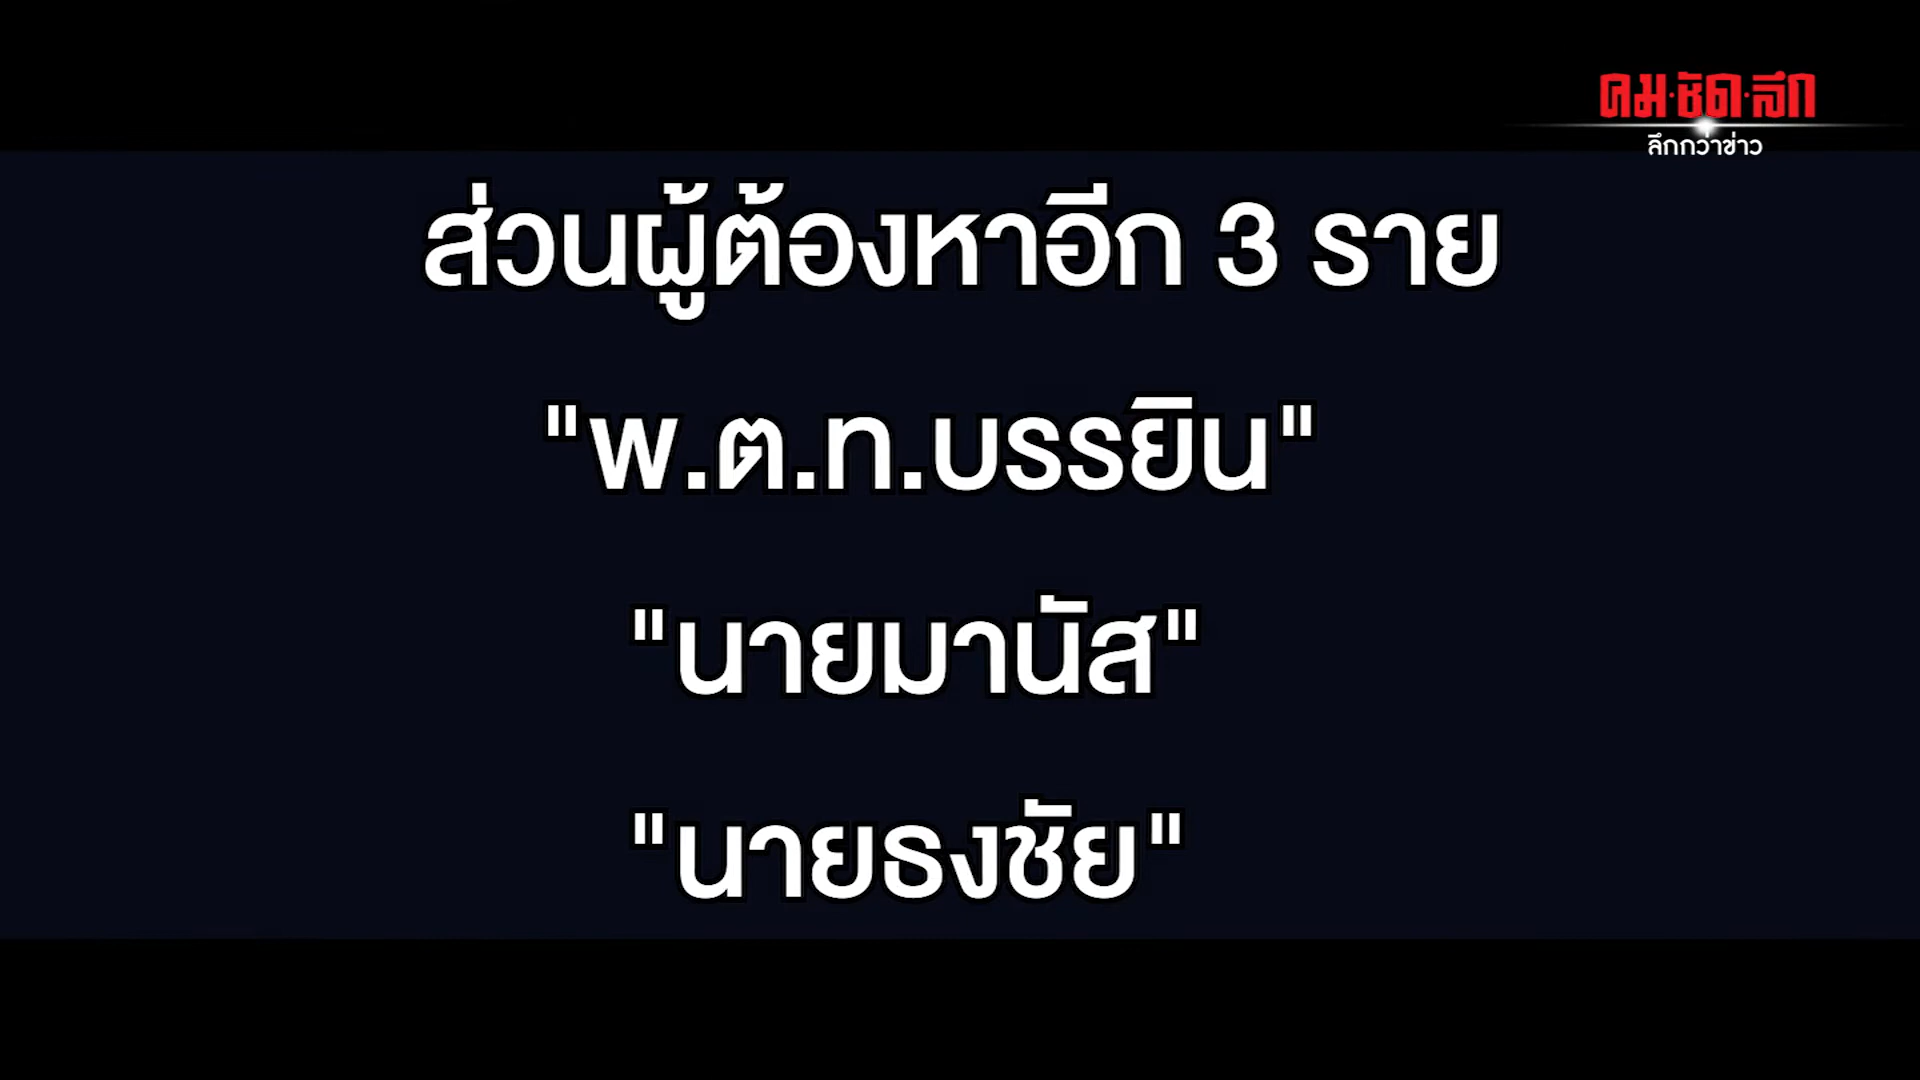 คม·ชัด·ลึก
ลึกกว่าข่าว
ส่วนผู้ต้องหาอีก 3 ราย
"พ.ต.ท.บรรยิน"
"นายมานัส"
"นายธงชัย"